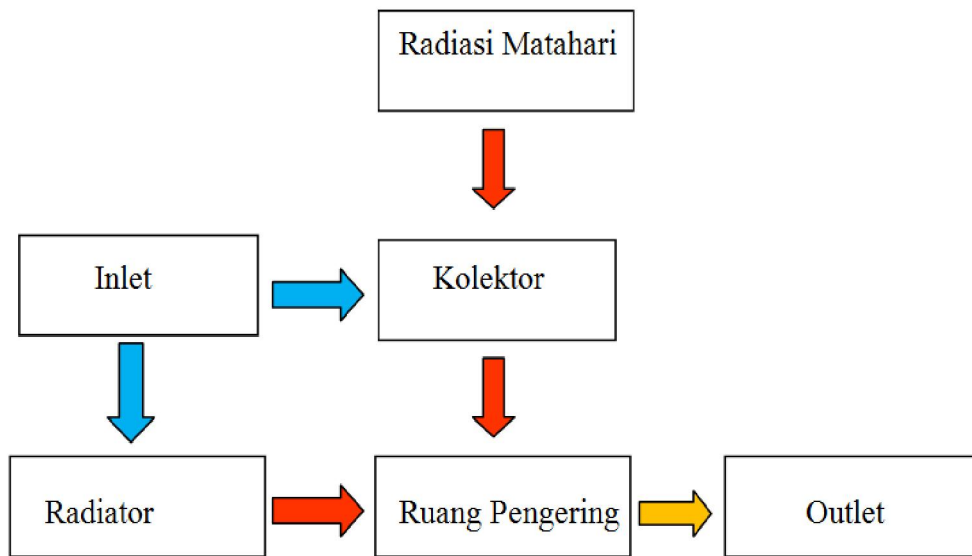 Radiasi Matahari
Inlet
Kolektor
Radiator
Ruang Pengering
Outlet